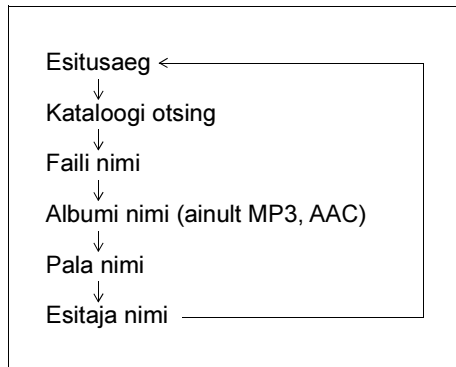 Esitusaeg
Kataloogi otsing
Faili nimi
Albumi nimi (ainult MP3, AAC)
Pala nimi
Esitaja nimi